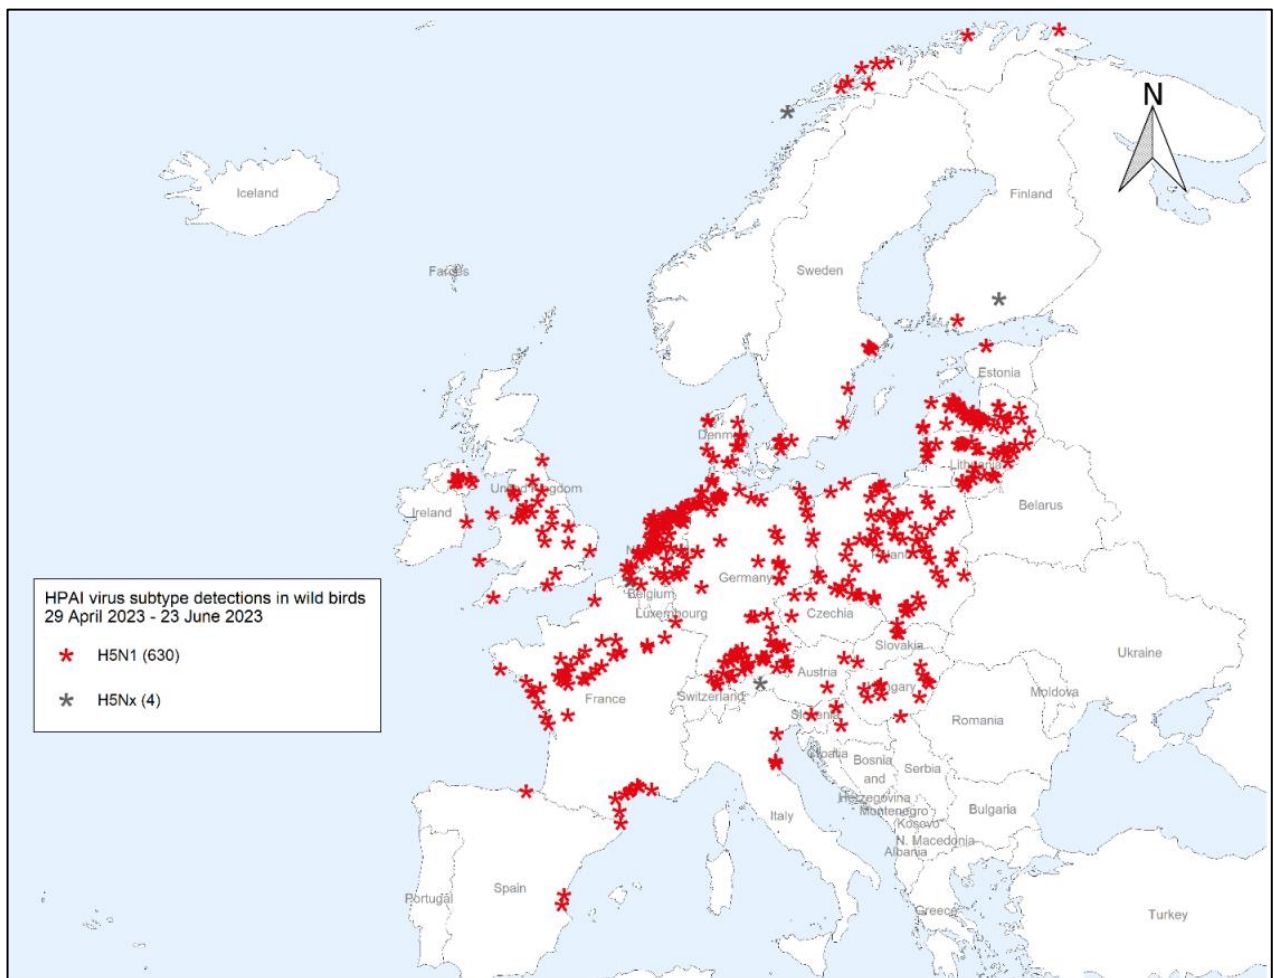 N
Iceland
Finland
Faroes
Sweden
Estonia
Denmark
Lithuania
United Kingdom
Ireland
Belarus
Poland
Germany
Belgium
Luxembourg
Czechia
HPAI virus subtype detections in wild birds
29 April 2023 - 23 June 2023
H5N1 (630)
H5Nx (4)
Slovakia
Ukraine
Austria
Hungary
France
Switzerland
Moldova
Slovenia
Romania
Croatia
Bosnia
and
Herzegovina
Serbia
Montenegro
Bulgaria
Italy
Kosovo
N. Macedonia
Albania
Spain
Portugal
Greece
Turkey